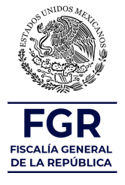 ESTADOS UNIDOS MEXICANOS
FGR
FISCALÍA GENERAL
DE LA REPÚBLICA